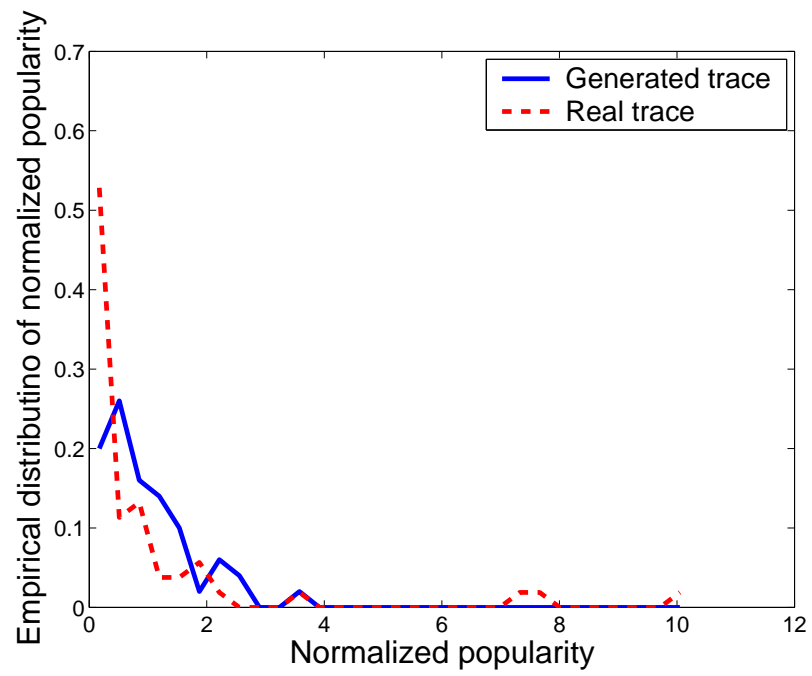 Empirical distributino of normalized popularity
0.7
0.6
0.5
0.4
0.3
0.2
0.1
0
Generated trace
Real trace
0 2 4 6 8 10 12
Normalized popularity